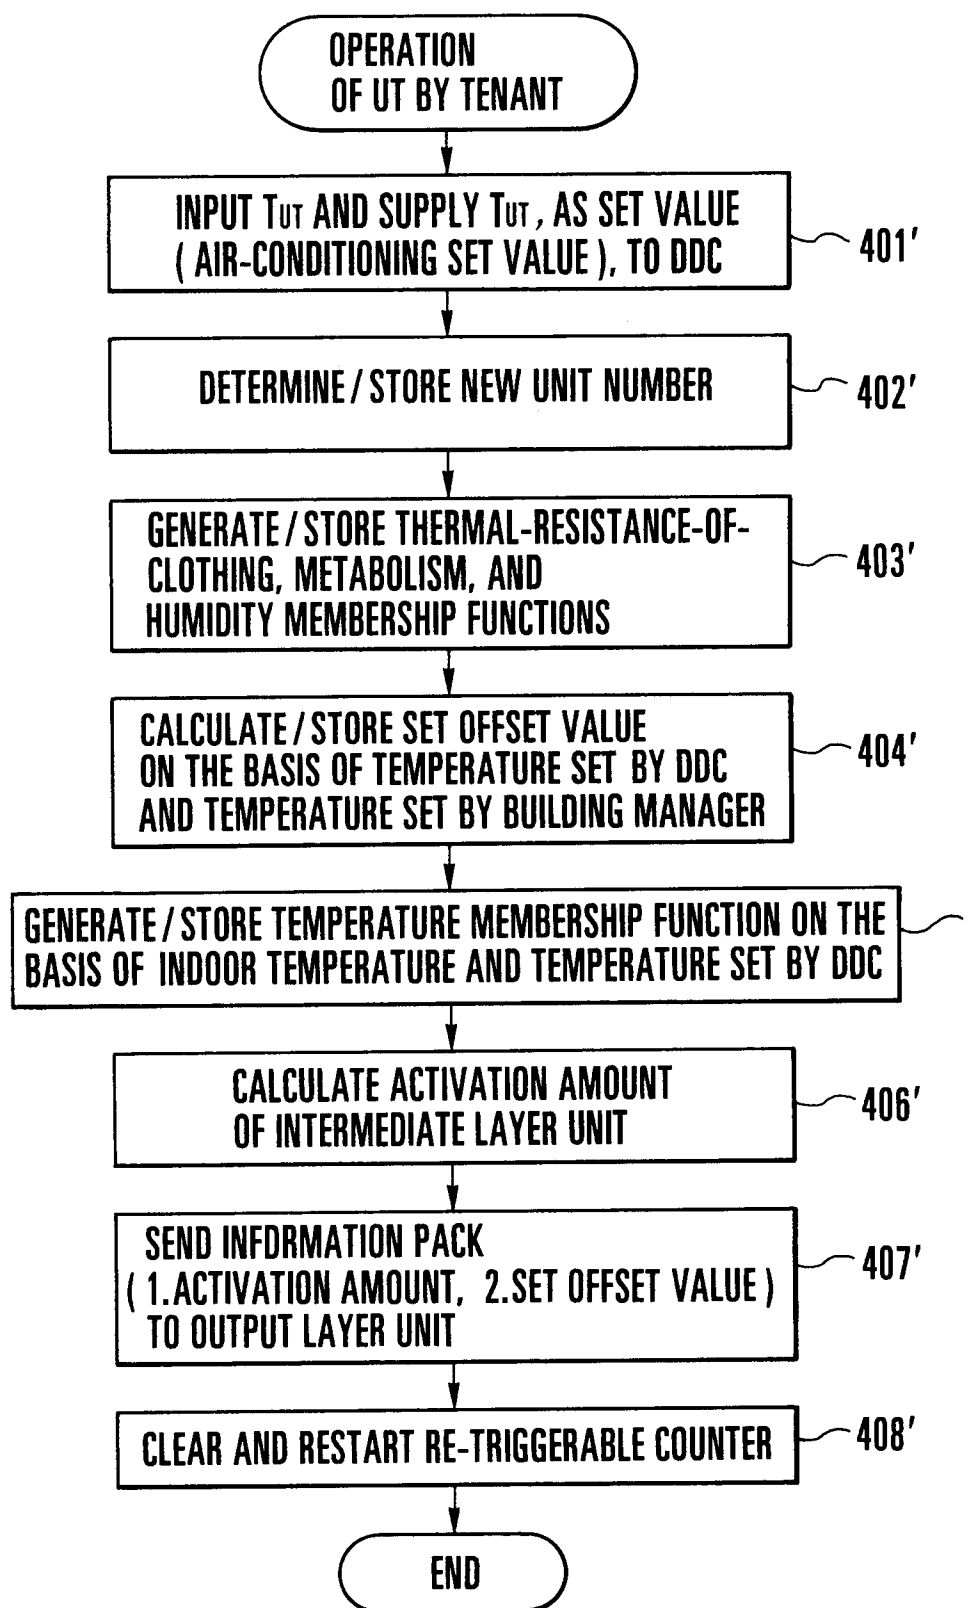 OPERATION
OF UT BY TENANT
INPUT TUT AND SUPPLY TUT, AS SET VALUE
( AIR-CONDITIONING SET VALUE ), TO DDC
401'
DETERMINE / STORE NEW UNIT NUMBER
402'
GENERATE / STORE THERMAL-RESISTANCE-OF-
CLOTHING, METABOLISM, AND
HUMIDITY MEMBERSHIP FUNCTIONS
403'
CALCULATE / STORE SET OFFSET VALUE
ON THE BASIS OF TEMPERATURE SET BY DDC
AND TEMPERATURE SET BY BUILDING MANAGER
404'
GENERATE / STORE TEMPERATURE MEMBERSHIP FUNCTION ON THE
BASIS OF INDOOR TEMPERATURE AND TEMPERATURE SET BY DDC
CALCULATE ACTIVATION AMOUNT
OF INTERMEDIATE LAYER UNIT
406'
SEND INFDRMATION PACK
( 1.ACTIVATION AMOUNT, 2.SET OFFSET VALUE )
TO OUTPUT LAYER UNIT
407'
CLEAR AND RESTART RE-TRIGGERABLE COUNTER
408'
END